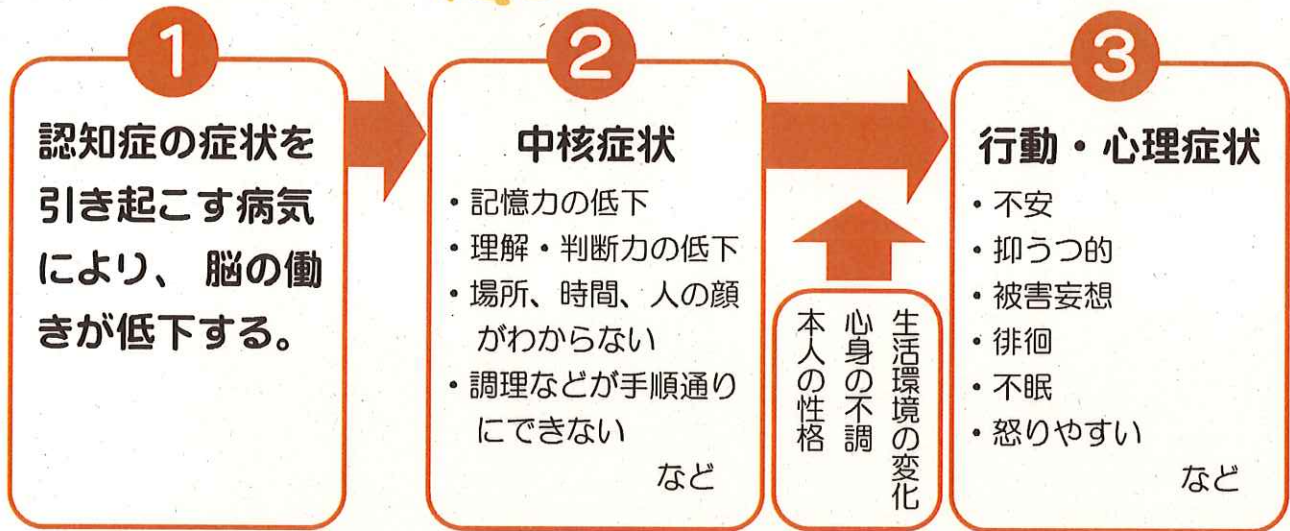 1
認知症の症状を
引き起こす病気
により、脳の働
きが低下する。
2
中核症状
・記憶力の低下
・理解・判断力の低下
・場所、時間、人の顔
がわからない
・調理などが手順通り
にできない
など
生活環境の変化
心身の不調
本人の性格
3
行動・心理症状
・不安
・抑うつ的
・被害妄想
・徘徊
・不眠
・怒りやすい
など